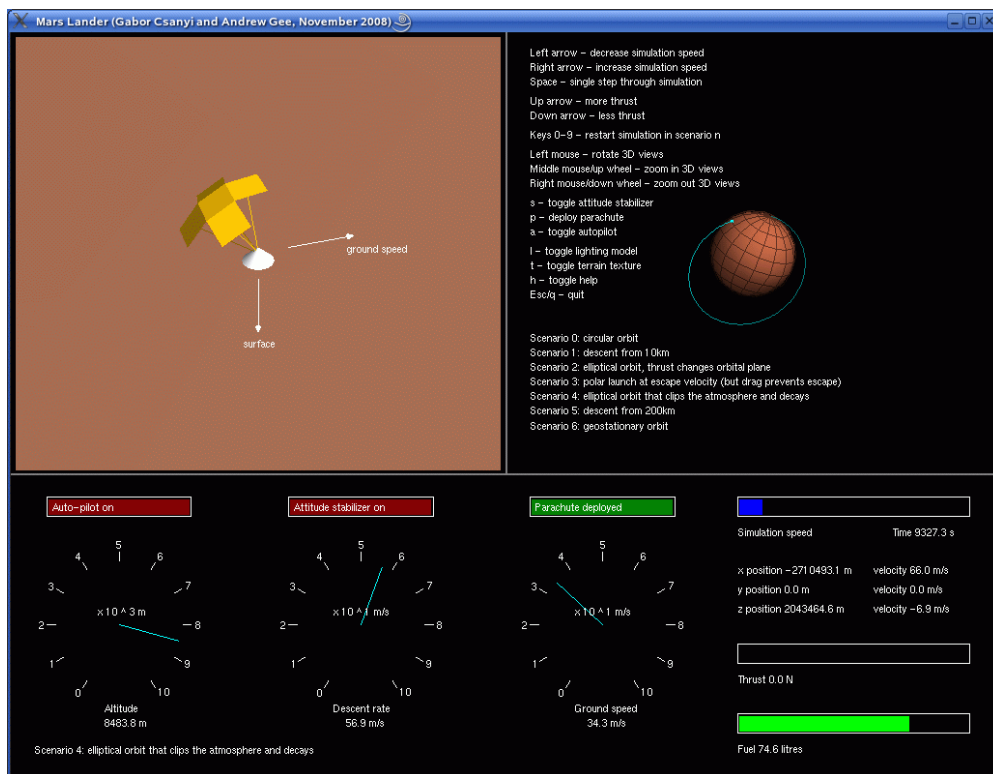 Mars Lander (Gabor Csanyi and Andrew Gee, November 2008)
ground speed
surface
Left arrow – decrease simulation speed
Right arrow – increase simulation speed
Space – single step through simulation
Up arrow – more thrust
Down arrow – less thrust
Keys 0–9 – restart simulation in scenario n
Left mouse – rotate 3D views
Middle mouse/up wheel – zoom in 3D views
Right mouse/down wheel – zoom out 3D views
s – toggle attitude stabilizer
p – deploy parachute
a – toggle autopilot
l – toggle lighting model
t – toggle terrain texture
h – toggle help
Esc/q – quit
Scenario 0: circular orbit
Scenario 1: descent from 10km
Scenario 2: elliptical orbit, thrust changes orbital plane
Scenario 3: polar launch at escape velocity (but drag prevents escape)
Scenario 4: elliptical orbit that clips the atmosphere and decays
Scenario 5: descent from 200km
Scenario 6: geostationary orbit
Auto-pilot on
0 1 2 3 4 5 6 7 8 9 10
x 10 ^ 3 m
Altitude
8483.8 m
Attitude stabilizer on
0 1 2 3 4 5 6 7 8 9 10
x 10 ^ 1 m/s
Descent rate
56.9 m/s
Parachute deployed
0 1 2 3 4 5 6 7 8 9 10
x 10 ^ 1 m/s
Ground speed
34.3 m/s
Simulation speed Time 9327.3 s
x position −2710493.1 m velocity 66.0 m/s
y position 0.0 m velocity 0.0 m/s
z position 2043464.6 m velocity −6.9 m/s
Thrust 0.0 N
Fuel 74.6 litres
Scenario 4: elliptical orbit that clips the atmosphere and decays